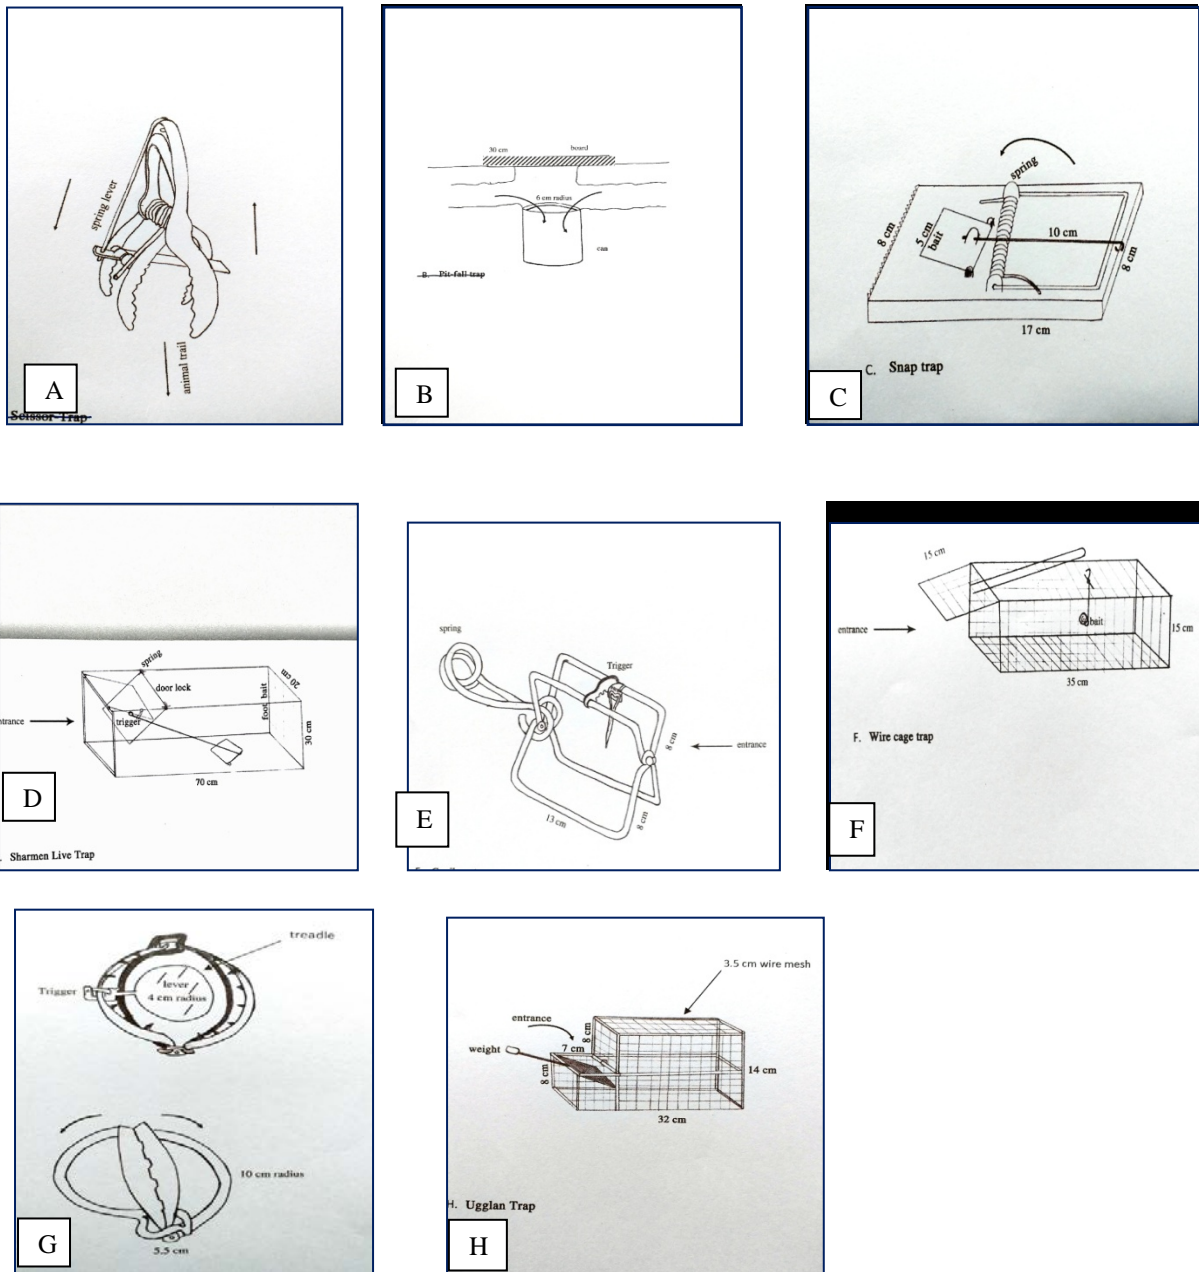 spring lever
animal trail
A
Scissor-Trap
30 cm
board
6 cm radius
can
B. Pit-fall trap
B
spring
8 cm
5 cm
bait
10 cm
8 cm
17 cm
C. Snap trap
C
spring
20 cm
door lock
foot bait
ntrance
trigger
30 cm
70 cm
D
. Sharmen Live Trap
spring
Trigger
8 cm
entrance
13 cm
8 cm
E
15 cm
entrance
bait
15 cm
35 cm
F. Wire cage trap
F
treadle
Trigger
lever
4 cm radius
10 cm radius
5.5 cm
G
3.5 cm wire mesh
entrance
8 cm
7 cm
weight
8 cm
14 cm
32 cm
H. Ugglan Trap
H